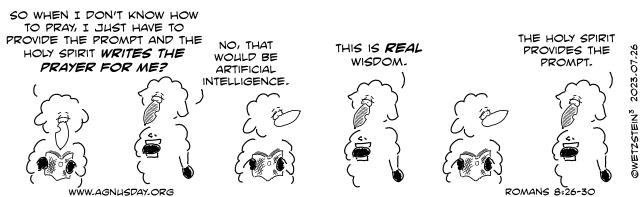 SO WHEN I DON'T KNOW HOW
TO PRAY, I JUST HAVE TO
PROVIDE THE PROMPT AND THE
HOLY SPIRIT WRITES THE
PRAYER FOR ME?
NO, THAT
WOULD BE
ARTIFICIAL
INTELLIGENCE.
THIS IS REAL
WISDOM.
THE HOLY SPIRIT
PROVIDES THE
PROMPT.
WWW.AGNUSDAY.ORG
ROMANS 8:26-30
©WETZSTEIN³ 2023.07.26